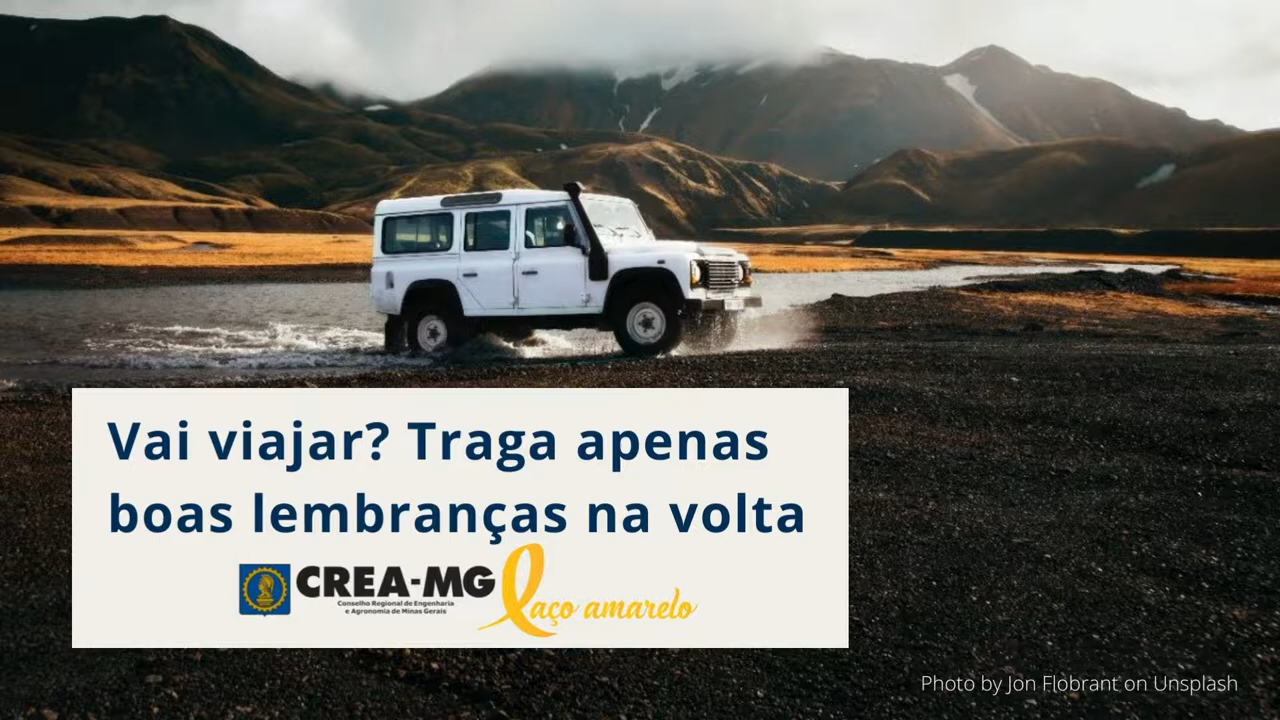 Vai viajar? Traga apenas
boas lembranças na volta
CREA-MG
Conselho Regional de Engenharia
e Agronomia de Minas Gerais
Laço amarelo
Photo by Jon Flobrant on Unsplash